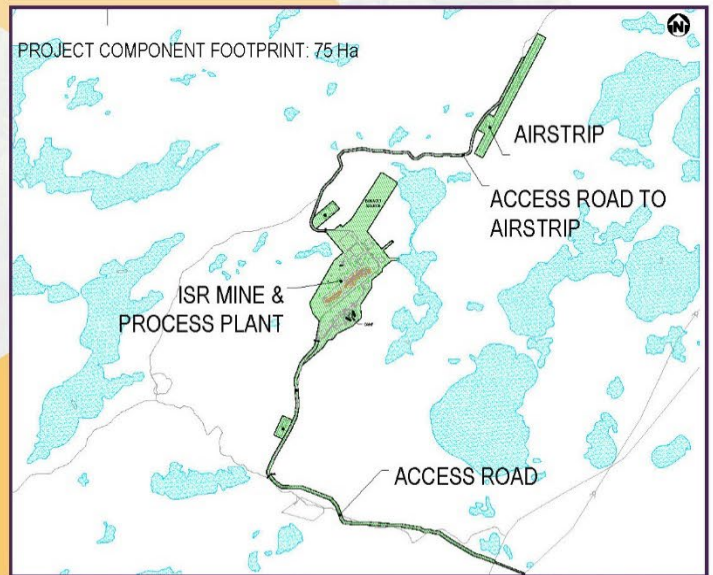 N
PROJECT COMPONENT FOOTPRINT: 75 Ha
AIRSTRIP
ACCESS ROAD TO
AIRSTRIP
ISR MINE &
PROCESS PLANT
ACCESS ROAD